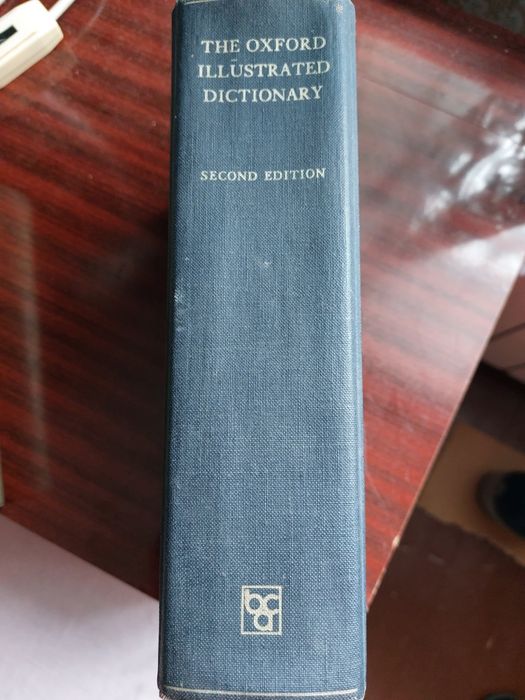 THE OXFORD
ILLUSTRATED
DICTIONARY
SECOND EDITION
bca